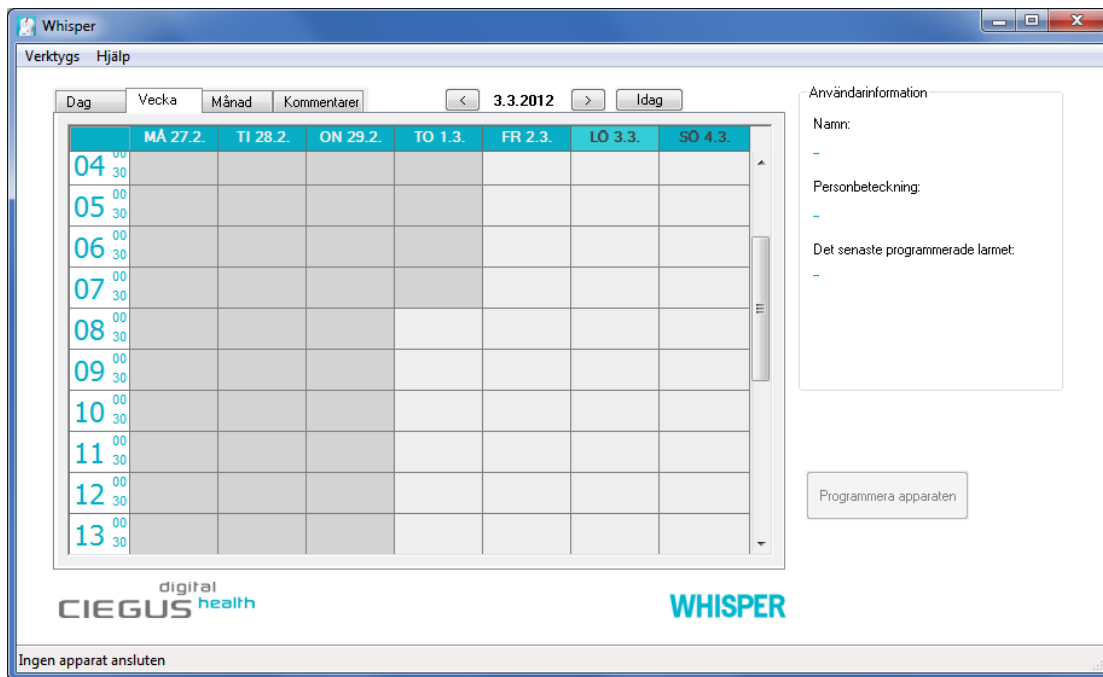 Whisper
Verktygs Hjälp
Dag Vecka Månad Kommentarer < 3.3.2012 > Idag
MÅ 27.2. TI 28.2. ON 29.2. TO 1.3. FR 2.3. LÖ 3.3. SÖ 4.3.
04 00 30
05 00 30
06 00 30
07 00 30
08 00 30
09 00 30
10 00 30
11 00 30
12 00 30
13 00 30
Användarinformation
Namn:
-
Personbeteckning:
-
Det senaste programmerade larmet:
-
Programmera apparaten
digital
CIEGUS health
WHISPER
Ingen apparat ansluten